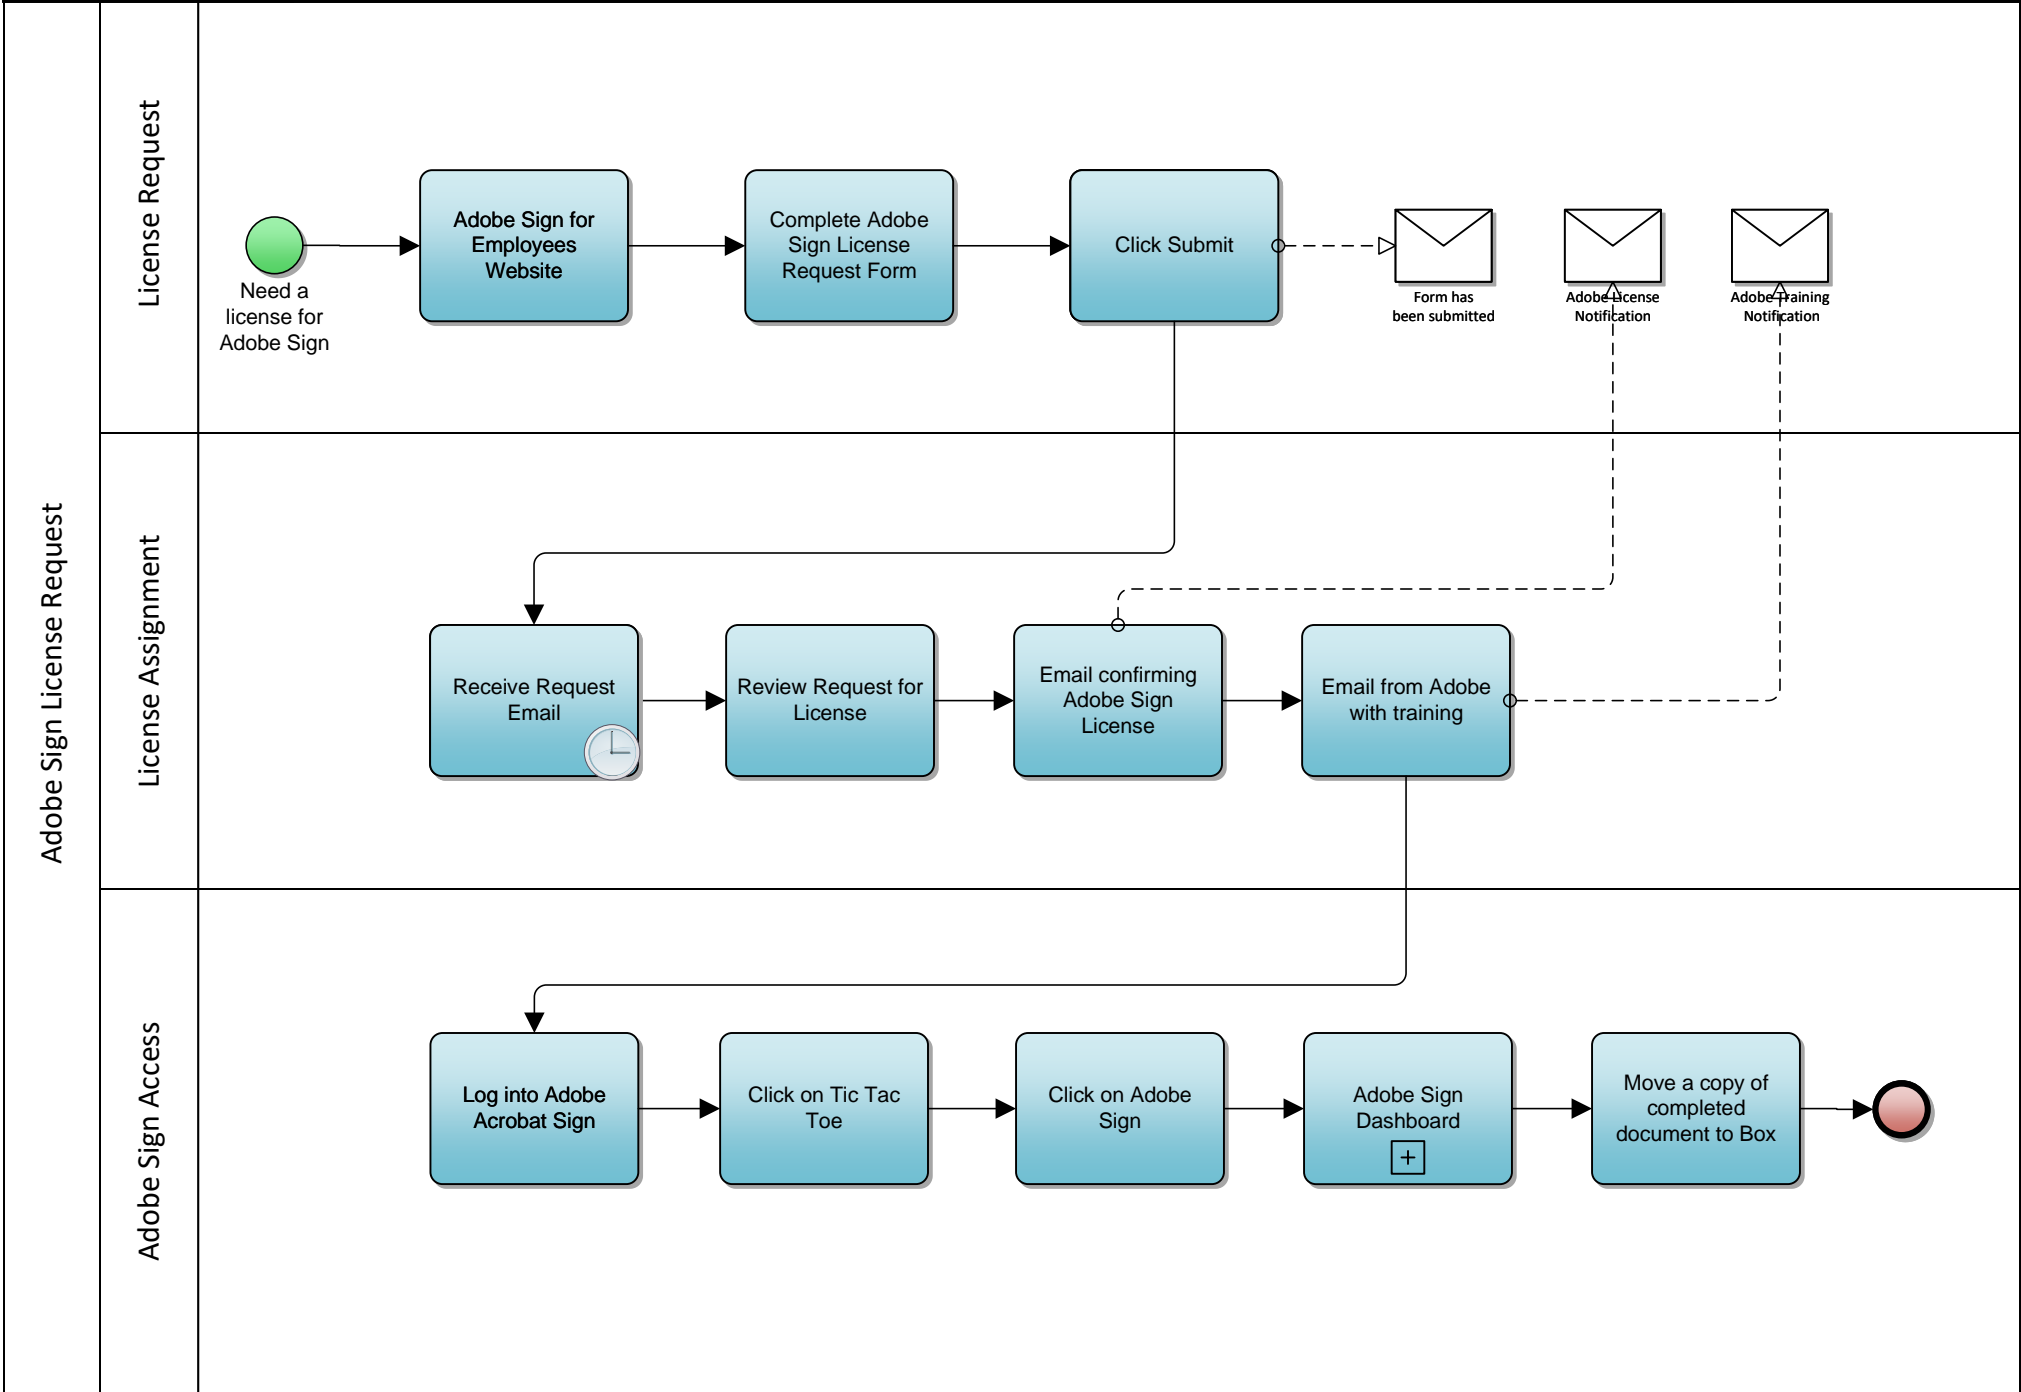 Adobe Sign License Request
License Request
Need a
license for
Adobe Sign
Adobe Sign for
Employees
Website
Complete Adobe
Sign License
Request Form
Click Submit
Form has
been submitted
Adobe License
Notification
Adobe Training
Notification
License Assignment
Receive Request
Email
Review Request for
License
Email confirming
Adobe Sign
License
Email from Adobe
with training
Adobe Sign Access
Log into Adobe
Acrobat Sign
Click on Tic Tac
Toe
Click on Adobe
Sign
Adobe Sign
Dashboard
Move a copy of
completed
document to Box